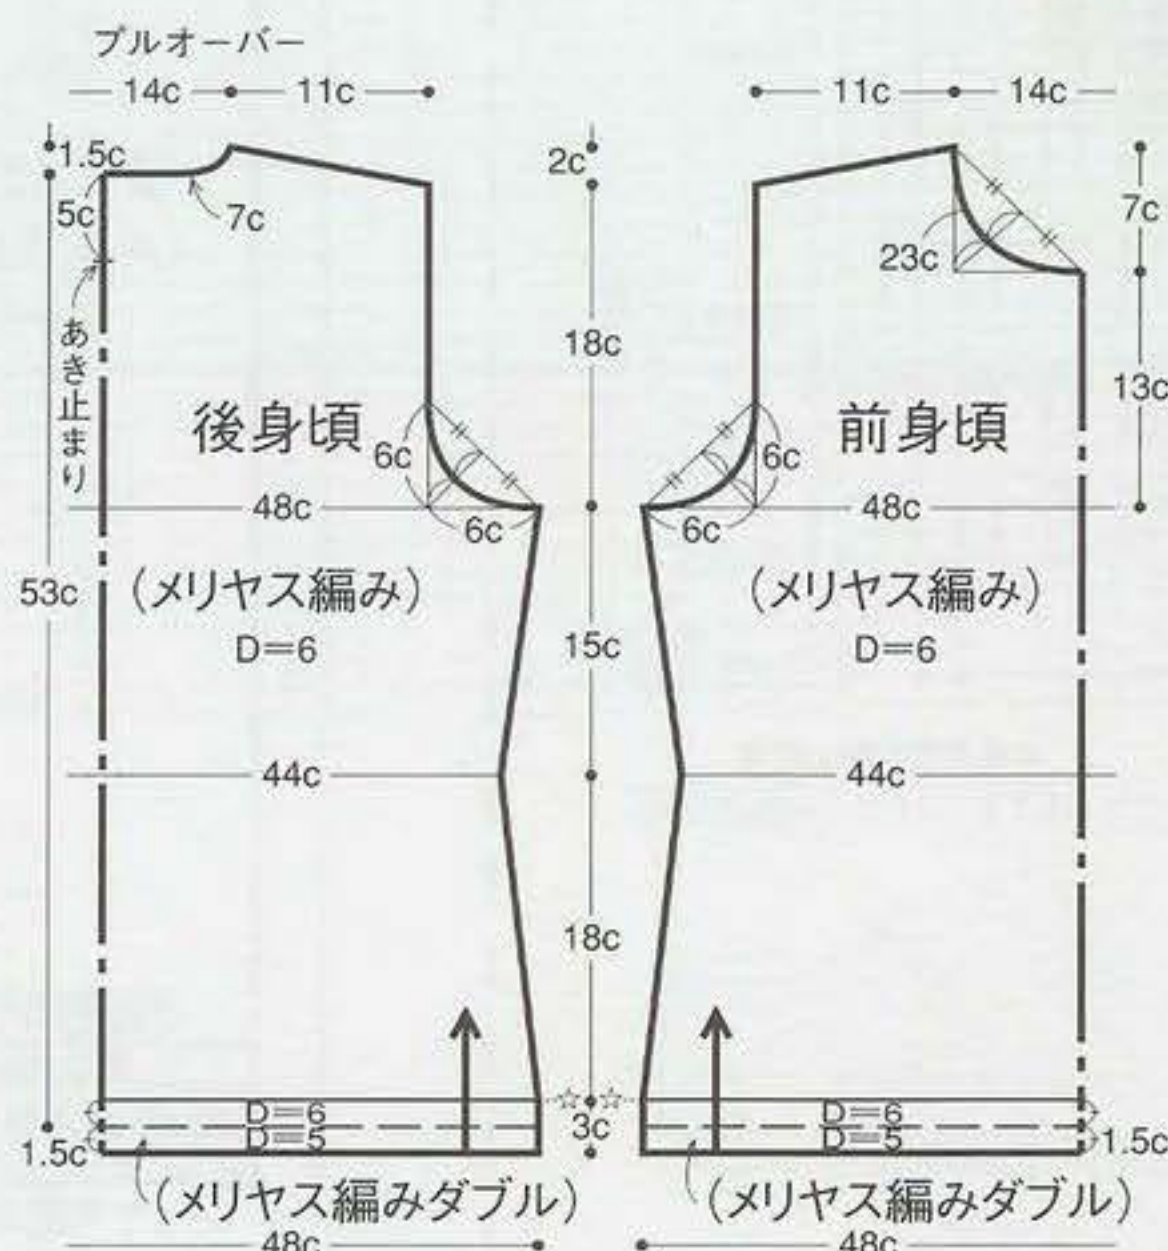 プルオーバー
14c 11c 11c 14c
1.5c 2c
5c 7c 7c
23c
あき止まり
18c
13c
後身頃 前身頃
6c 6c
48c 48c
6c 6c
53c
(メリヤス編み) (メリヤス編み)
D=6 15c D=6
44c 44c
18c
☆ ☆
D=6 D=6
D=5 3c D=5
1.5c 1.5c
(メリヤス編みダブル) (メリヤス編みダブル)
48c 48c